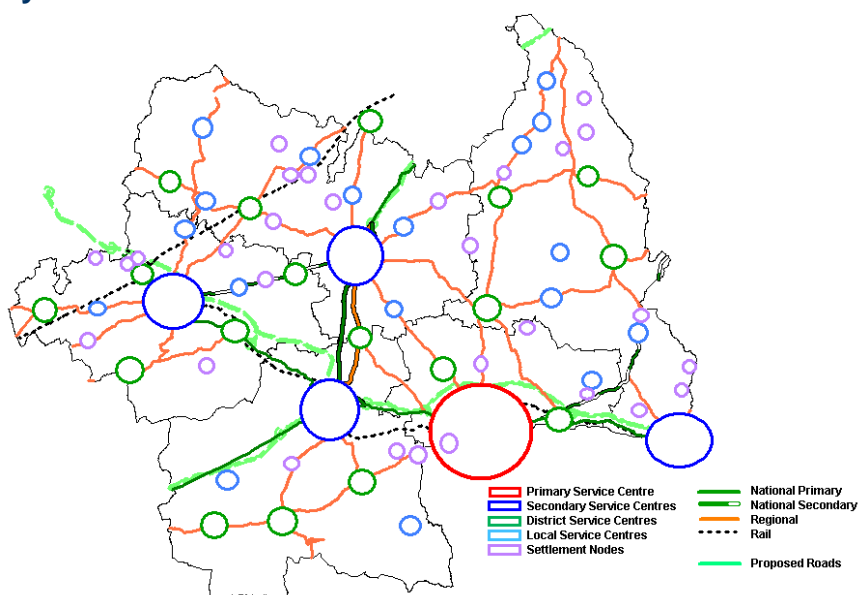 Primary Service Centre
Secondary Service Centres
District Service Centres
Local Service Centres
Settlement Nodes
National Primary
National Secondary
Regional
Rail
Proposed Roads